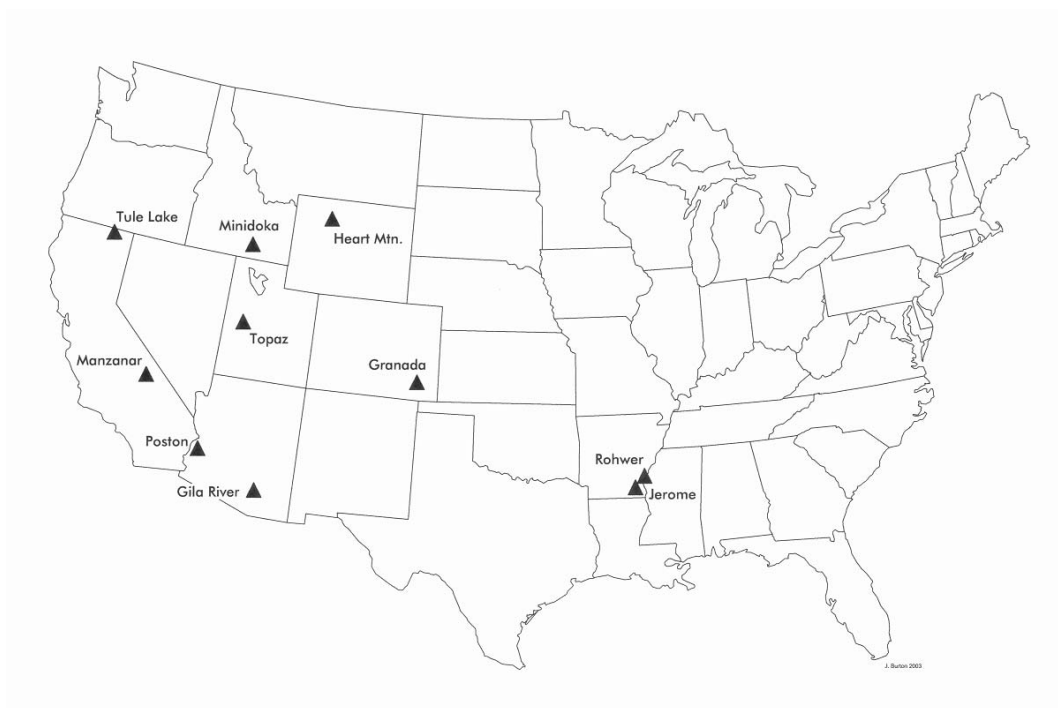 Tule Lake
Minidoka
Heart Mtn.
Topaz
Manzanar
Granada
Poston
Gila River
Rohwer
Jerome
J. Burton 2003